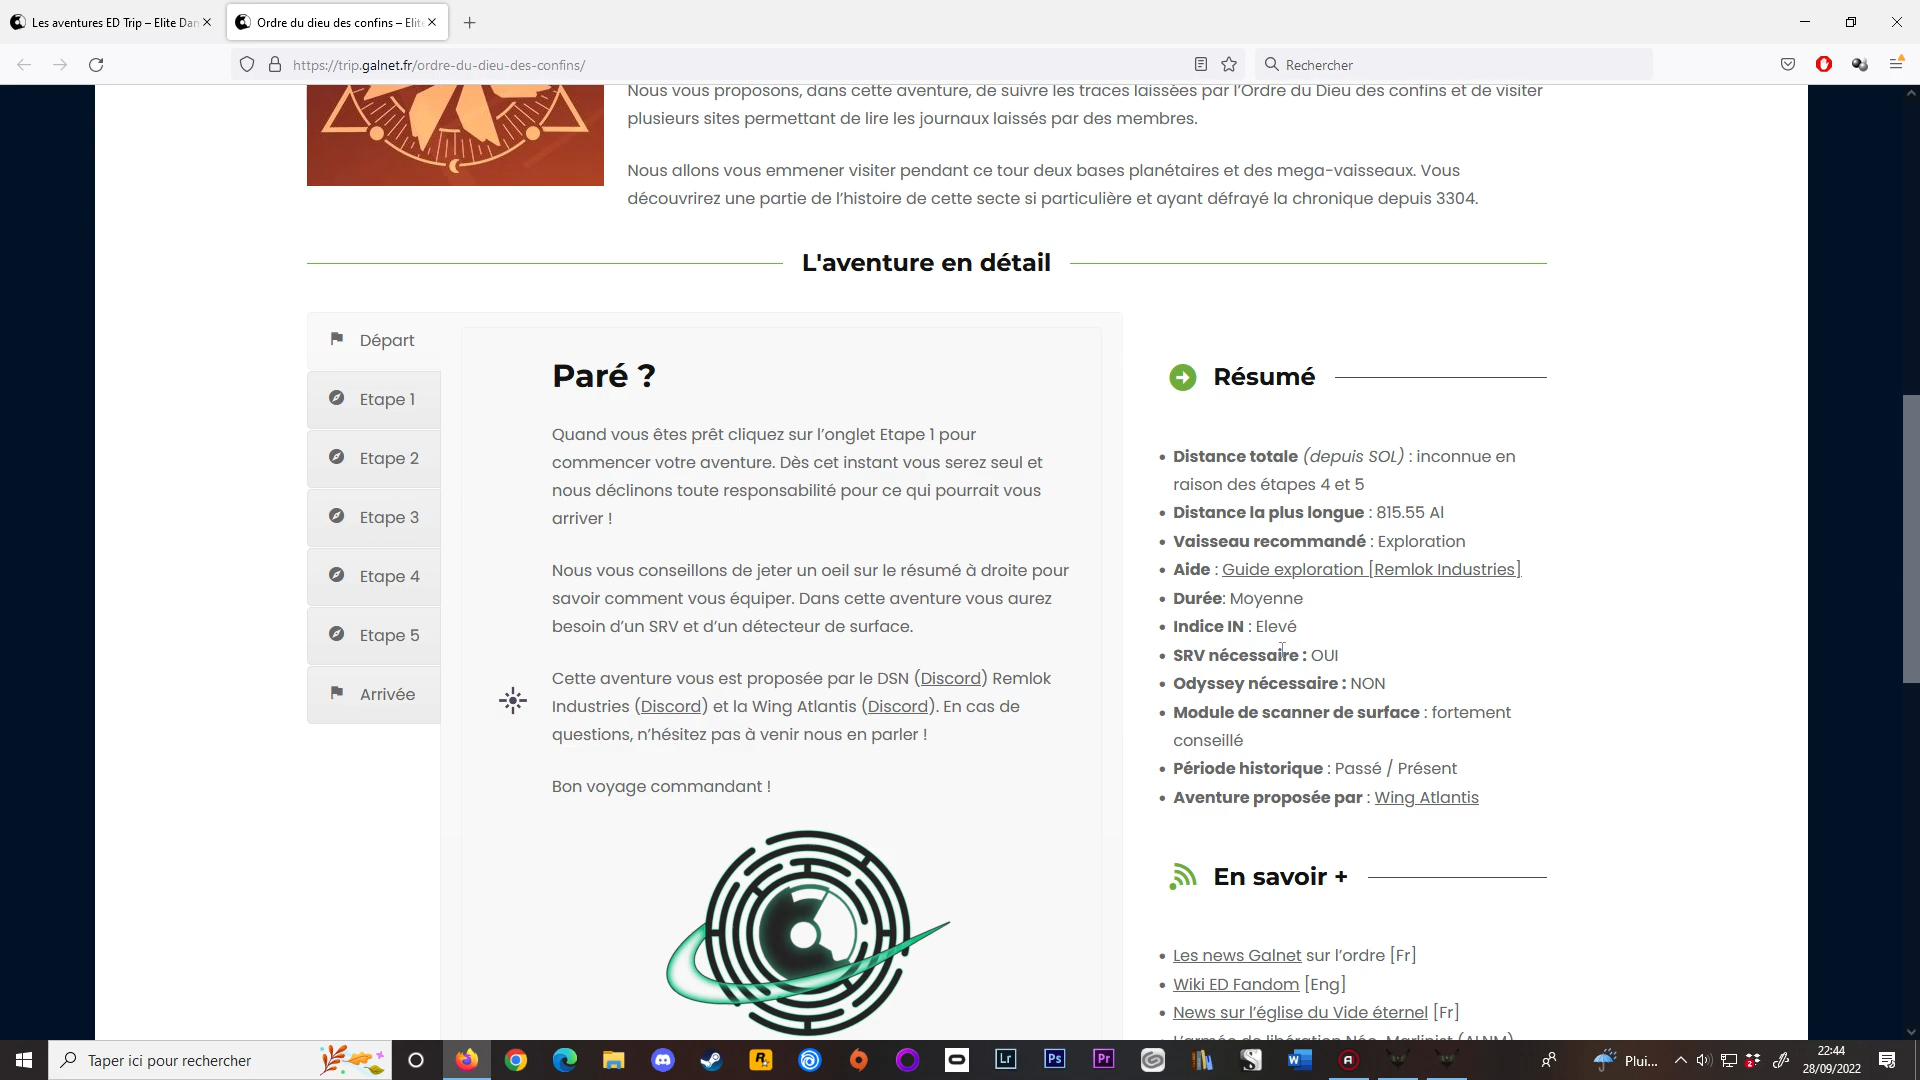 Les aventures ED Trip – Elite Dan
Ordre du dieu des confins – Elit
https://trip.galnet.fr/ordre-du-dieu-des-confins/
Rechercher
Nous vous proposons, dans cette aventure, de suivre les traces laissées par l'Ordre du Dieu des confins et de visiter
plusieurs sites permettant de lire les journaux laissés par des membres.
Nous allons vous emmener visiter pendant ce tour deux bases planétaires et des mega-vaisseaux. Vous
découvrirez une partie de l'histoire de cette secte si particulière et ayant défrayé la chronique depuis 3304.
L'aventure en détail
Départ
Etape 1
Etape 2
Etape 3
Etape 4
Etape 5
Arrivée
Paré ?
Quand vous êtes prêt cliquez sur l'onglet Etape 1 pour
commencer votre aventure. Dès cet instant vous serez seul et
nous déclinons toute responsabilité pour ce qui pourrait vous
arriver !
Nous vous conseillons de jeter un oeil sur le résumé à droite pour
savoir comment vous équiper. Dans cette aventure vous aurez
besoin d'un SRV et d'un détecteur de surface.
Cette aventure vous est proposée par le DSN (Discord) Remlok
Industries (Discord) et la Wing Atlantis (Discord). En cas de
questions, n'hésitez pas à venir nous en parler !
Bon voyage commandant !
Résumé
• Distance totale (depuis SOL) : inconnue en
raison des étapes 4 et 5
• Distance la plus longue : 815.55 Al
• Vaisseau recommandé : Exploration
• Aide : Guide exploration [Remlok Industries]
• Durée: Moyenne
• Indice IN : Elevé
• SRV nécessaire : OUI
• Odyssey nécessaire : NON
• Module de scanner de surface : fortement
conseillé
• Période historique : Passé / Présent
• Aventure proposée par : Wing Atlantis
En savoir +
• Les news Galnet sur l'ordre [Fr]
• Wiki ED Fandom [Eng]
• News sur l'église du Vide éternel [Fr]
L'armée de libération Néo-Marlinist (ALNM)
Taper ici pour rechercher
Lr
Ps
Pr
Plui...
22:44
28/09/2022